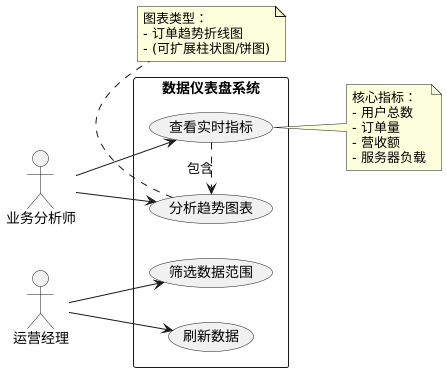 图表类型：
- 订单趋势折线图
- (可扩展柱状图/饼图)
数据仪表盘系统
查看实时指标
核心指标：
- 用户总数
- 订单量
- 营收额
- 服务器负载
包含
业务分析师
分析趋势图表
筛选数据范围
运营经理
刷新数据